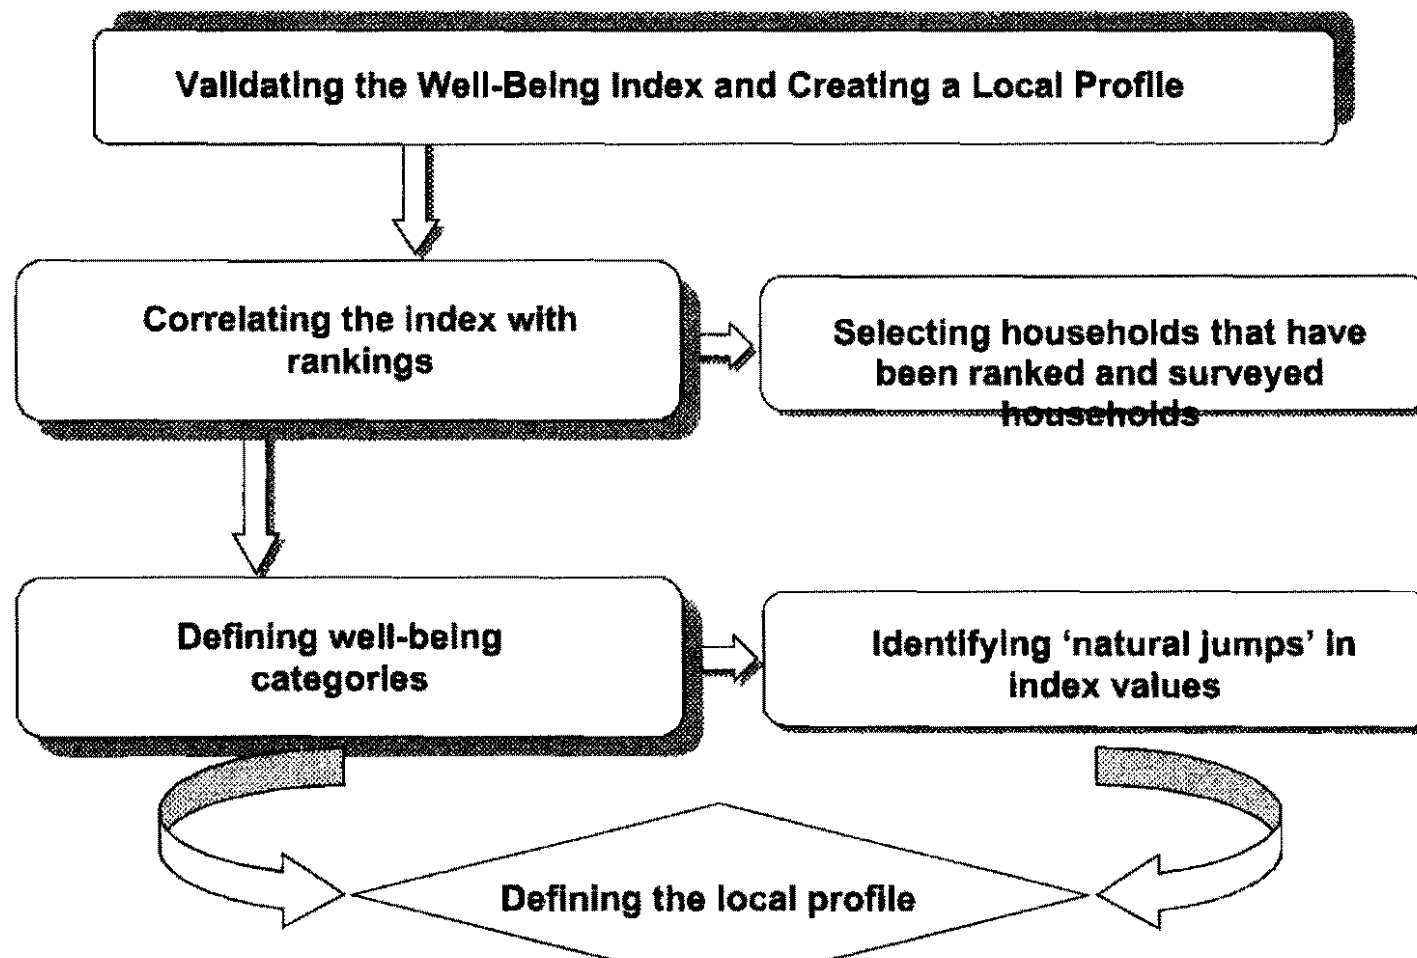 Validating the Well-Being Index and Creating a Local Profile
Correlating the index with
rankings
Selecting households that have
been ranked and surveyed
households
Defining well-being
categories
Identifying ‘natural jumps’ in
index values
Defining the local profile